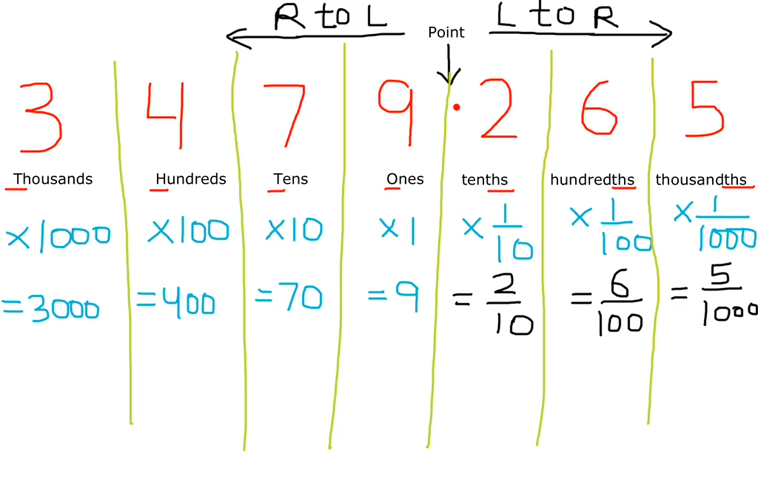 R to L Point L to R
3 4 7 9 . 2 6 5
Thousands Hundreds Tens Ones tenths hundredths thousandths
×1000 ×100 ×10 ×1 × 1/10 × 1/100 × 1/1000
=3000 =400 =70 =9 = 2/10 = 6/100 = 5/1000